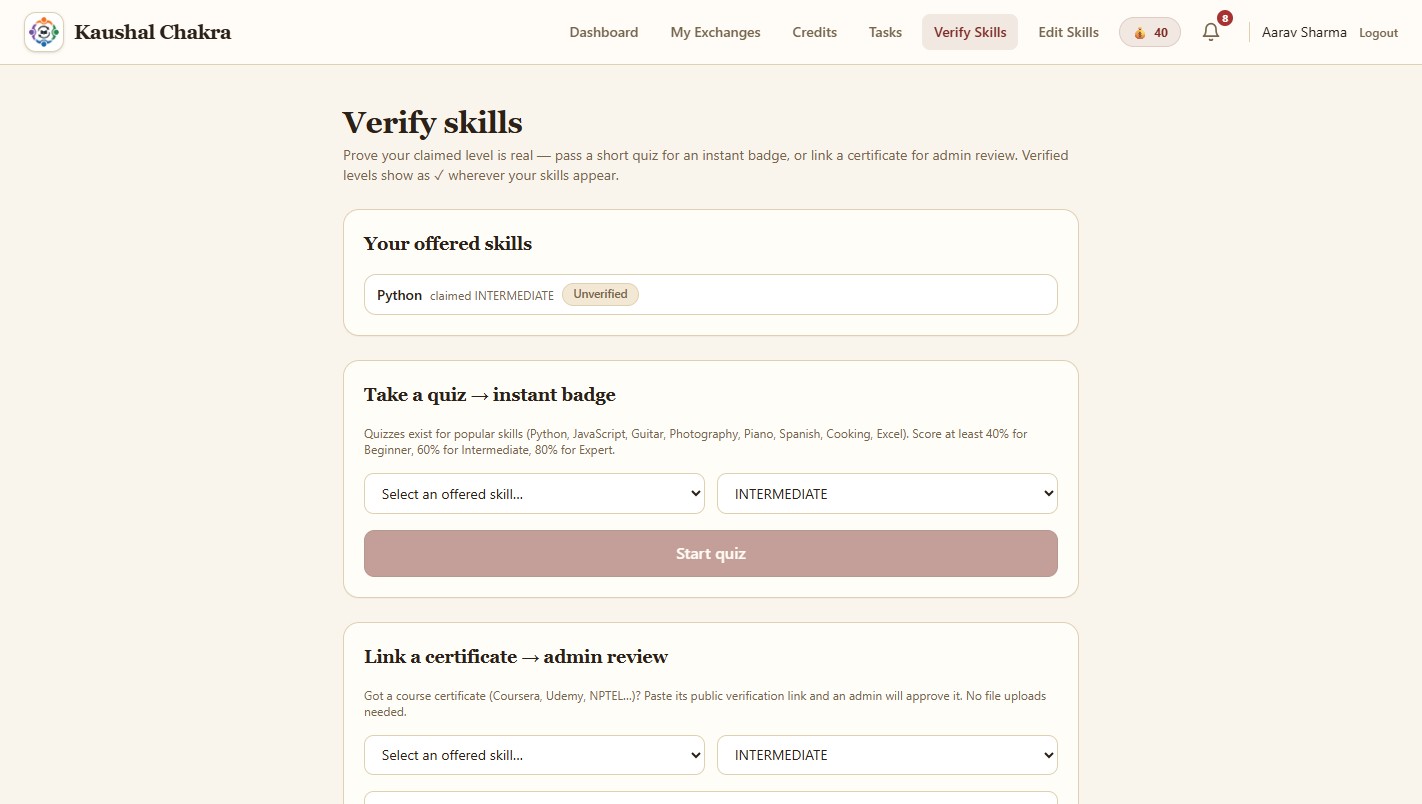 Kaushal Chakra
Dashboard
My Exchanges
Credits
Tasks
Verify Skills
Edit Skills
40
8
Aarav Sharma
Logout
Verify skills
Prove your claimed level is real — pass a short quiz for an instant badge, or link a certificate for admin review. Verified
levels show as ✓ wherever your skills appear.
Your offered skills
Python claimed INTERMEDIATE Unverified
Take a quiz → instant badge
Quizzes exist for popular skills (Python, JavaScript, Guitar, Photography, Piano, Spanish, Cooking, Excel). Score at least 40% for
Beginner, 60% for Intermediate, 80% for Expert.
Select an offered skill...
INTERMEDIATE
Start quiz
Link a certificate → admin review
Got a course certificate (Coursera, Udemy, NPTEL...)? Paste its public verification link and an admin will approve it. No file uploads
needed.
Select an offered skill...
INTERMEDIATE